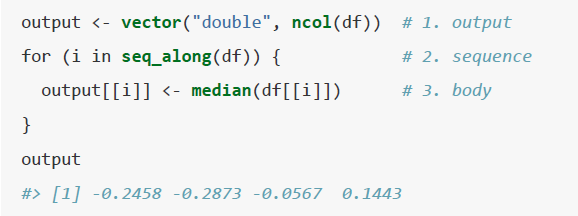 output <- vector("double", ncol(df))  # 1. output
for (i in seq_along(df)) {            # 2. sequence
  output[[i]] <- median(df[[i]])      # 3. body
}
output
#> [1] -0.2458 -0.2873 -0.0567  0.1443